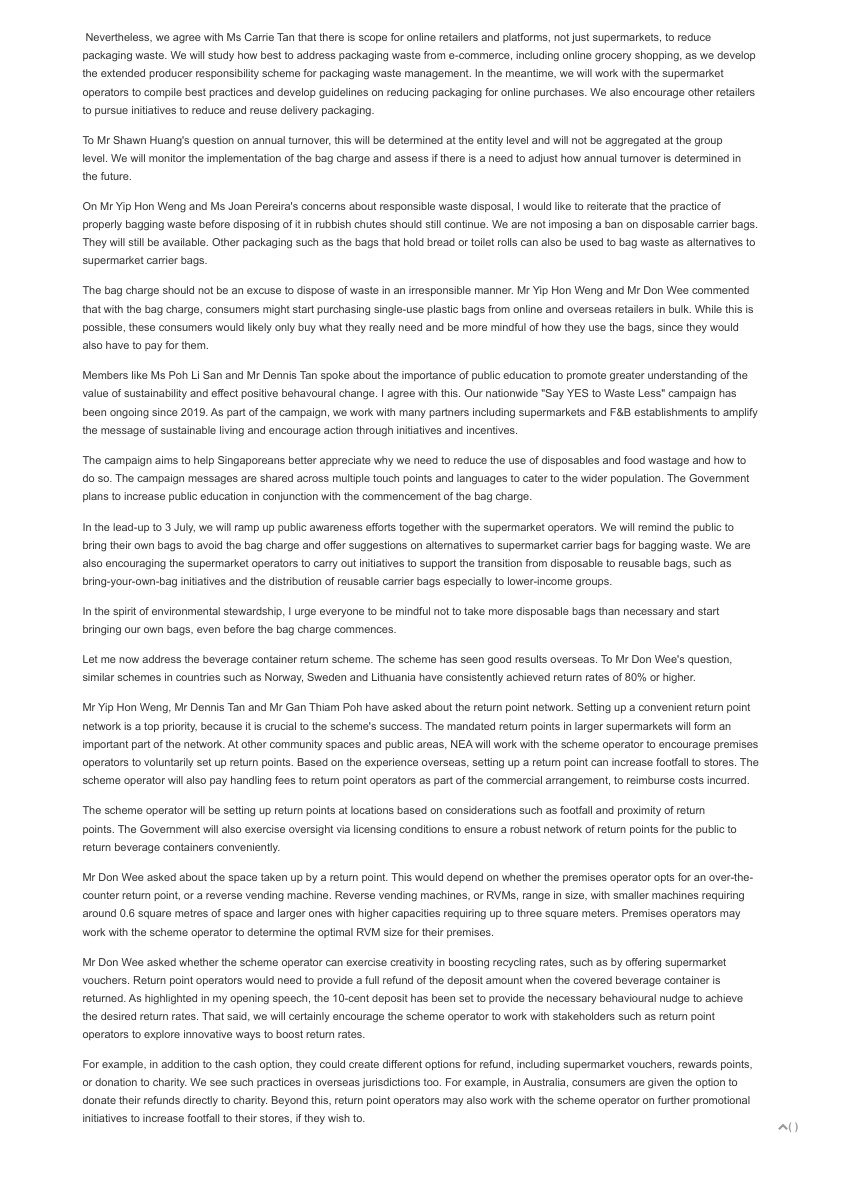 Nevertheless, we agree with Ms Carrie Tan that there is scope for online retailers and platforms, not just supermarkets, to reduce
packaging waste. We will study how best to address packaging waste from e-commerce, including online grocery shopping, as we develop
the extended producer responsibility scheme for packaging waste management. In the meantime, we will work with the supermarket
operators to compile best practices and develop guidelines on reducing packaging for online purchases. We also encourage other retailers
to pursue initiatives to reduce and reuse delivery packaging.
To Mr Shawn Huang's question on annual turnover, this will be determined at the entity level and will not be aggregated at the group
level. We will monitor the implementation of the bag charge and assess if there is a need to adjust how annual turnover is determined in
the future.
On Mr Yip Hon Weng and Ms Joan Pereira's concerns about responsible waste disposal, I would like to reiterate that the practice of
properly bagging waste before disposing of it in rubbish chutes should still continue. We are not imposing a ban on disposable carrier bags.
They will still be available. Other packaging such as the bags that hold bread or toilet rolls can also be used to bag waste as alternatives to
supermarket carrier bags.
The bag charge should not be an excuse to dispose of waste in an irresponsible manner. Mr Yip Hon Weng and Mr Don Wee commented
that with the bag charge, consumers might start purchasing single-use plastic bags from online and overseas retailers in bulk. While this is
possible, these consumers would likely only buy what they really need and be more mindful of how they use the bags, since they would
also have to pay for them.
Members like Ms Poh Li San and Mr Dennis Tan spoke about the importance of public education to promote greater understanding of the
value of sustainability and effect positive behavoural change. I agree with this. Our nationwide "Say YES to Waste Less" campaign has
been ongoing since 2019. As part of the campaign, we work with many partners including supermarkets and F&B establishments to amplify
the message of sustainable living and encourage action through initiatives and incentives.
The campaign aims to help Singaporeans better appreciate why we need to reduce the use of disposables and food wastage and how to
do so. The campaign messages are shared across multiple touch points and languages to cater to the wider population. The Government
plans to increase public education in conjunction with the commencement of the bag charge.
In the lead-up to 3 July, we will ramp up public awareness efforts together with the supermarket operators. We will remind the public to
bring their own bags to avoid the bag charge and offer suggestions on alternatives to supermarket carrier bags for bagging waste. We are
also encouraging the supermarket operators to carry out initiatives to support the transition from disposable to reusable bags, such as
bring-your-own-bag initiatives and the distribution of reusable carrier bags especially to lower-income groups.
In the spirit of environmental stewardship, I urge everyone to be mindful not to take more disposable bags than necessary and start
bringing our own bags, even before the bag charge commences.
Let me now address the beverage container return scheme. The scheme has seen good results overseas. To Mr Don Wee's question,
similar schemes in countries such as Norway, Sweden and Lithuania have consistently achieved return rates of 80% or higher.
Mr Yip Hon Weng, Mr Dennis Tan and Mr Gan Thiam Poh have asked about the return point network. Setting up a convenient return point
network is a top priority, because it is crucial to the scheme's success. The mandated return points in larger supermarkets will form an
important part of the network. At other community spaces and public areas, NEA will work with the scheme operator to encourage premises
operators to voluntarily set up return points. Based on the experience overseas, setting up a return point can increase footfall to stores. The
scheme operator will also pay handling fees to return point operators as part of the commercial arrangement, to reimburse costs incurred.
The scheme operator will be setting up return points at locations based on considerations such as footfall and proximity of return
points. The Government will also exercise oversight via licensing conditions to ensure a robust network of return points for the public to
return beverage containers conveniently.
Mr Don Wee asked about the space taken up by a return point. This would depend on whether the premises operator opts for an over-the-
counter return point, or a reverse vending machine. Reverse vending machines, or RVMs, range in size, with smaller machines requiring
around 0.6 square metres of space and larger ones with higher capacities requiring up to three square meters. Premises operators may
work with the scheme operator to determine the optimal RVM size for their premises.
Mr Don Wee asked whether the scheme operator can exercise creativity in boosting recycling rates, such as by offering supermarket
vouchers. Return point operators would need to provide a full refund of the deposit amount when the covered beverage container is
returned. As highlighted in my opening speech, the 10-cent deposit has been set to provide the necessary behavioural nudge to achieve
the desired return rates. That said, we will certainly encourage the scheme operator to work with stakeholders such as return point
operators to explore innovative ways to boost return rates.
For example, in addition to the cash option, they could create different options for refund, including supermarket vouchers, rewards points,
or donation to charity. We see such practices in overseas jurisdictions too. For example, in Australia, consumers are given the option to
donate their refunds directly to charity. Beyond this, return point operators may also work with the scheme operator on further promotional
initiatives to increase footfall to their stores, if they wish to.
( )